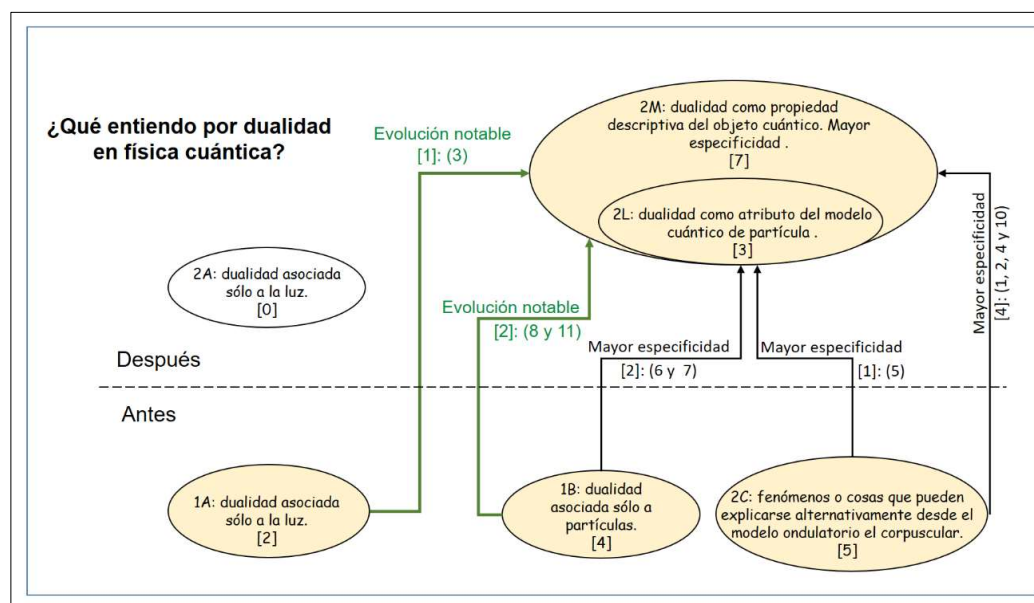 ¿Qué entiendo por dualidad
en física cuántica?
Evolución notable
[1]: (3)
2M: dualidad como propiedad
descriptiva del objeto cuántico. Mayor
especificidad .
[7]
2L: dualidad como atributo del modelo
cuántico de partícula .
[3]
Mayor especificidad
[4]: (1, 2, 4 y 10)
2A: dualidad asociada
sólo a la luz.
[0]
Evolución notable
[2]: (8 y 11)
Mayor especificidad
[2]: (6 y 7)
Mayor especificidad
[1]: (5)
Después
Antes
1A: dualidad asociada
sólo a la luz.
[2]
1B: dualidad
asociada sólo a
partículas.
[4]
2C: fenómenos o cosas que pueden
explicarse alternativamente desde el
modelo ondulatorio el corpuscular.
[5]